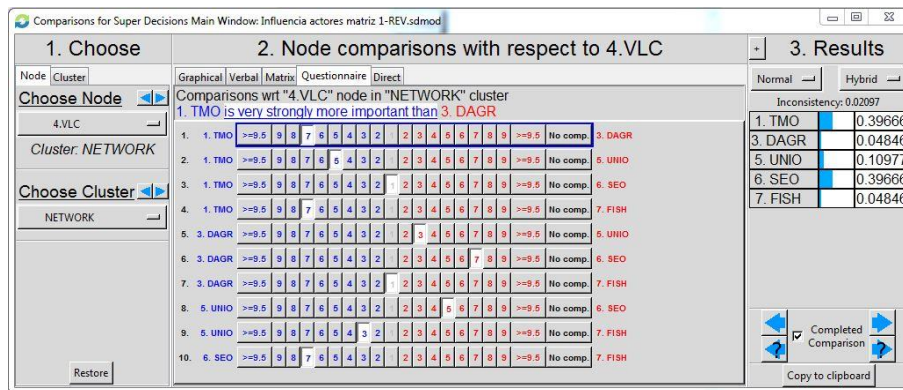 Comparisons for Super Decisions Main Window: Influencia actores matriz 1-REV.sdmod
1. Choose
2. Node comparisons with respect to 4.VLC
+ 3. Results
Node Cluster
Graphical Verbal Matrix Questionnaire Direct
Normal Hybrid
Choose Node
4.VLC
Cluster: NETWORK
Choose Cluster
NETWORK
Restore
Comparisons wrt "4.VLC" node in "NETWORK" cluster
1. TMO is very strongly more important than 3. DAGR
1. 1. TMO >=9.5 9 8 7 6 5 4 3 2 1 2 3 4 5 6 7 8 9 >=9.5 No comp. 3. DAGR
2. 1. TMO >=9.5 9 8 7 6 5 4 3 2 1 2 3 4 5 6 7 8 9 >=9.5 No comp. 5. UNIO
3. 1. TMO >=9.5 9 8 7 6 5 4 3 2 1 2 3 4 5 6 7 8 9 >=9.5 No comp. 6. SEO
4. 1. TMO >=9.5 9 8 7 6 5 4 3 2 1 2 3 4 5 6 7 8 9 >=9.5 No comp. 7. FISH
5. 3. DAGR >=9.5 9 8 7 6 5 4 3 2 1 2 3 4 5 6 7 8 9 >=9.5 No comp. 5. UNIO
6. 3. DAGR >=9.5 9 8 7 6 5 4 3 2 1 2 3 4 5 6 7 8 9 >=9.5 No comp. 6. SEO
7. 3. DAGR >=9.5 9 8 7 6 5 4 3 2 1 2 3 4 5 6 7 8 9 >=9.5 No comp. 7. FISH
8. 5. UNIO >=9.5 9 8 7 6 5 4 3 2 1 2 3 4 5 6 7 8 9 >=9.5 No comp. 6. SEO
9. 5. UNIO >=9.5 9 8 7 6 5 4 3 2 1 2 3 4 5 6 7 8 9 >=9.5 No comp. 7. FISH
10. 6. SEO >=9.5 9 8 7 6 5 4 3 2 1 2 3 4 5 6 7 8 9 >=9.5 No comp. 7. FISH
Inconsistency: 0.02097
1. TMO 0.39666
3. DAGR 0.04846
5. UNIO 0.10977
6. SEO 0.39666
7. FISH 0.04846
Completed
Comparison
? ?
Copy to clipboard